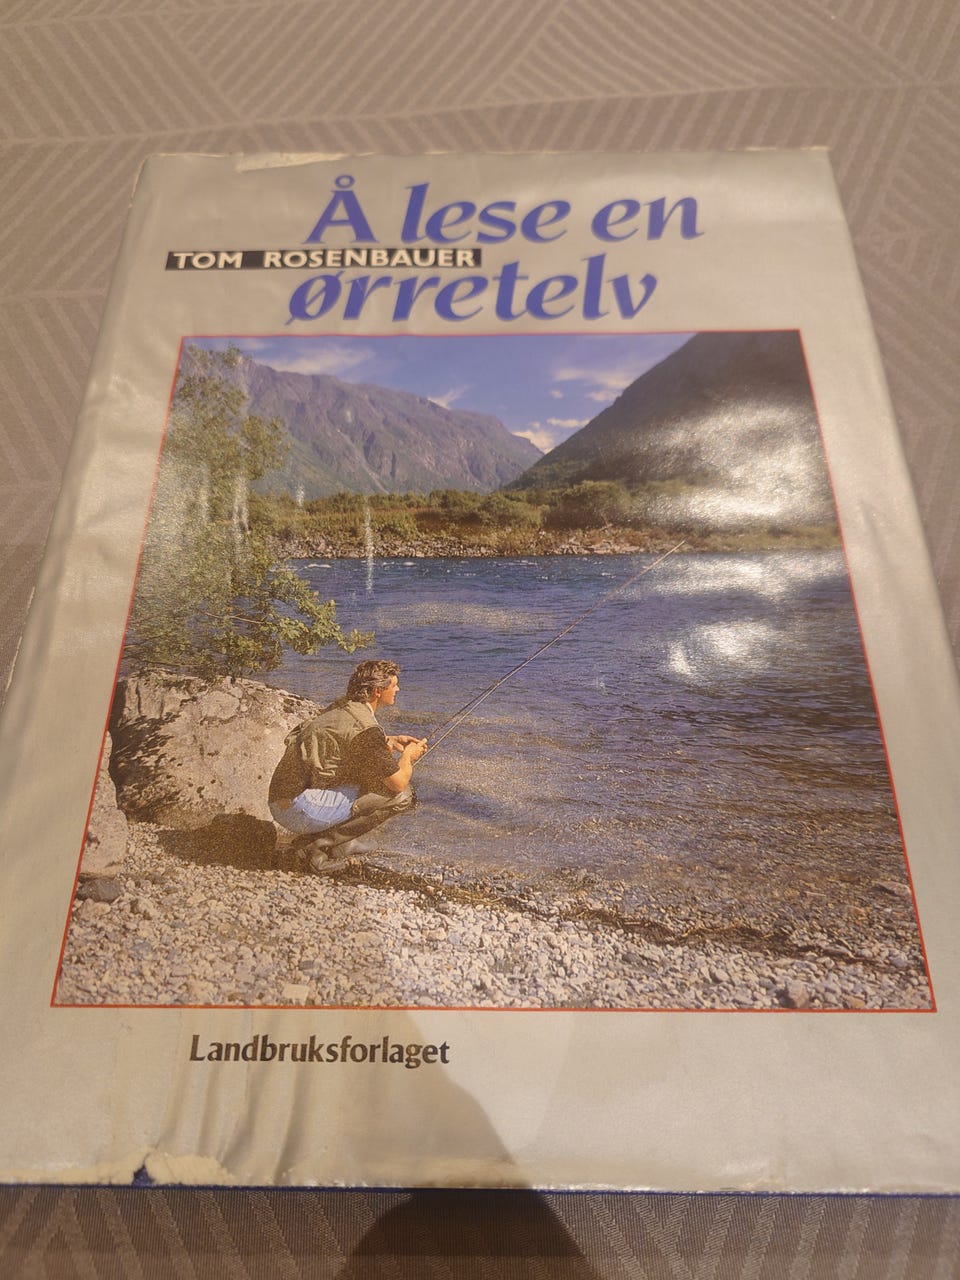 Å lese en
TOM ROSENBAUER
ørretelv
Landbruksforlaget